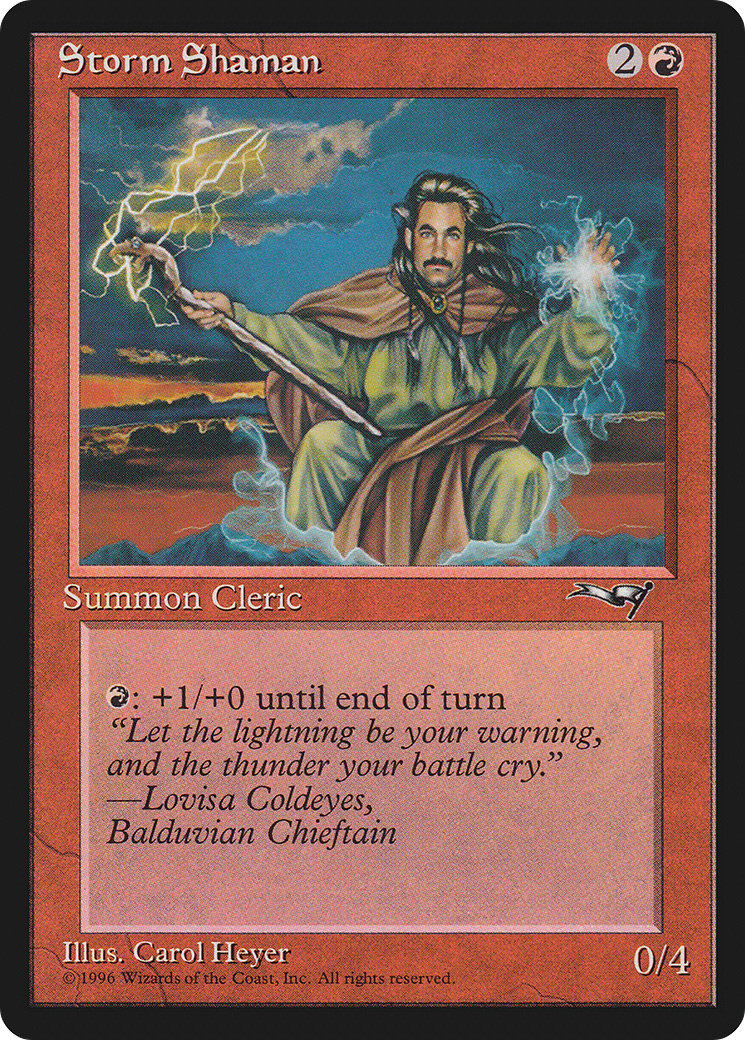 Storm Shaman 2
Summon Cleric
: +1/+0 until end of turn
“Let the lightning be your warning,
and the thunder your battle cry.”
—Lovisa Coldeyes,
Balduvian Chieftain
Illus. Carol Heyer
0/4
© 1996 Wizards of the Coast, Inc. All rights reserved.